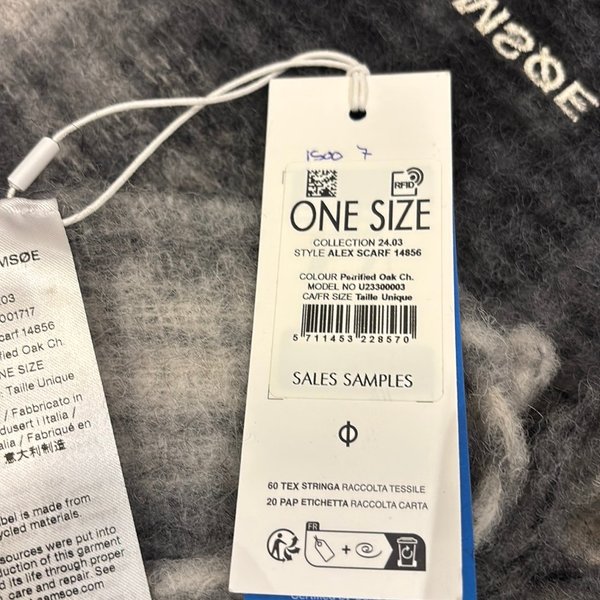 MSØE
1500 7
RFID
ONE SIZE
COLLECTION 24.03
STYLE ALEX SCARF 14856
COLOUR Petrified Oak Ch.
MODEL NO U23300003
CA/FR SIZE Taille Unique
5 711453 228570
SALES SAMPLES
60 TEX STRINGA RACCOLTA TESSILE
20 PAP ETICHETTA RACCOLTA CARTA
FR
+
MSØE
.03
001717
carf 14856
ified Oak Ch.
NE SIZE
Taille Unique
/ Fabbricato in
dusert i Italia /
alia / Fabriqué en
意大利制造
bel is made from
ycled materials.
sources were put into
duction of this garment
d its life through proper
care and repair. See
amsoe.com